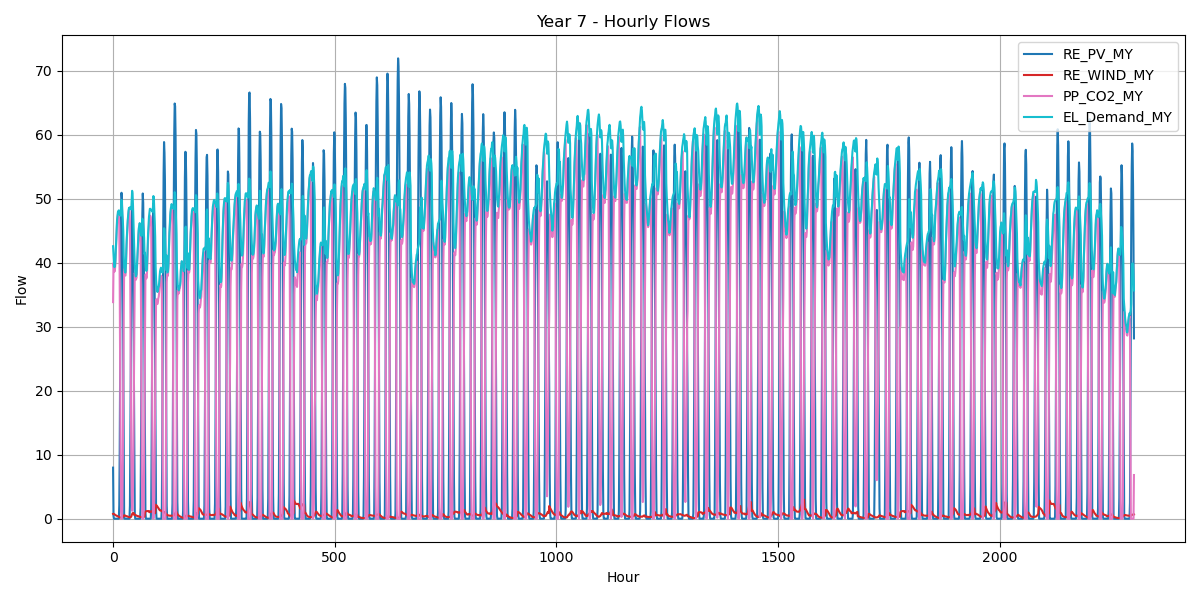 Year 7 - Hourly Flows
RE_PV_MY
RE_WIND_MY
PP_CO2_MY
EL_Demand_MY
70
60
50
40
30
20
10
0
Flow
0
500
1000
1500
2000
Hour